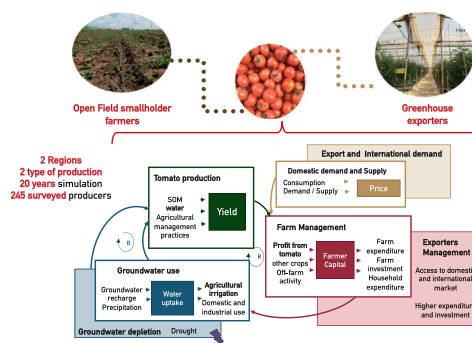 Open Field smallholder
farmers
Greenhouse
exporters
2 Regions
2 type of production
20 years simulation
245 surveyed producers
Export and International demand
Domestic demand and Supply
Consumption
Demand / Supply
Price
Tomato production
SOM
water
Agricultural
management
practices
Yield
Farm Management
Profit from
tomato
other crops
Off-farm
activity
Farmer
Capital
Farm
expenditure
Farm
investment
Household
expenditure
Exporters
Management
Access to domestic
and international
market
Higher expenditure
and investment
B
R
Groundwater use
Groundwater
recharge
Precipitation
Water
uptake
Agricultural
irrigation
Domestic and
industrial use
Groundwater depletion
Drought